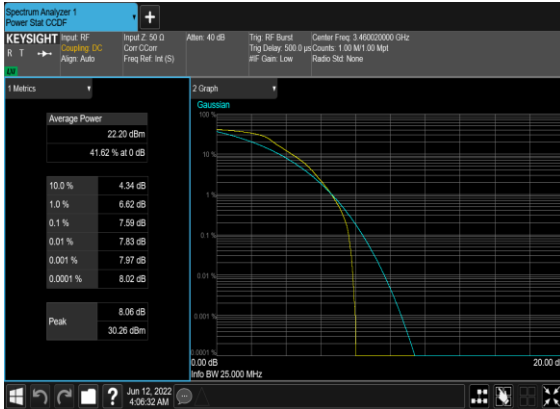 Spectrum Analyzer 1
Power Stat CCDF
+
KEYSIGHT Input: RF Input Z: 50 Ω Atten: 40 dB Trig: RF Burst Center Freq: 3.460020000 GHz
R T Coupling: DC Corr CCorr Trig Delay: 500.0 µs Counts: 1.00 M/1.00 Mpt
Align: Auto Freq Ref: Int (S) #IF Gain: Low Radio Std: None
1 Metrics
2 Graph
Gaussian
Average Power
22.20 dBm
41.62 % at 0 dB
10.0 % 4.34 dB
1.0 % 6.62 dB
0.1 % 7.59 dB
0.01 % 7.83 dB
0.001 % 7.97 dB
0.0001 % 8.02 dB
Peak
8.06 dB
30.26 dBm
100 %
10 %
1 %
0.1 %
0.01 %
0.001 %
0.0001 %
0.00 dB 20.00 d
Info BW 25.000 MHz
?
Jun 12, 2022
4:06:32 AM